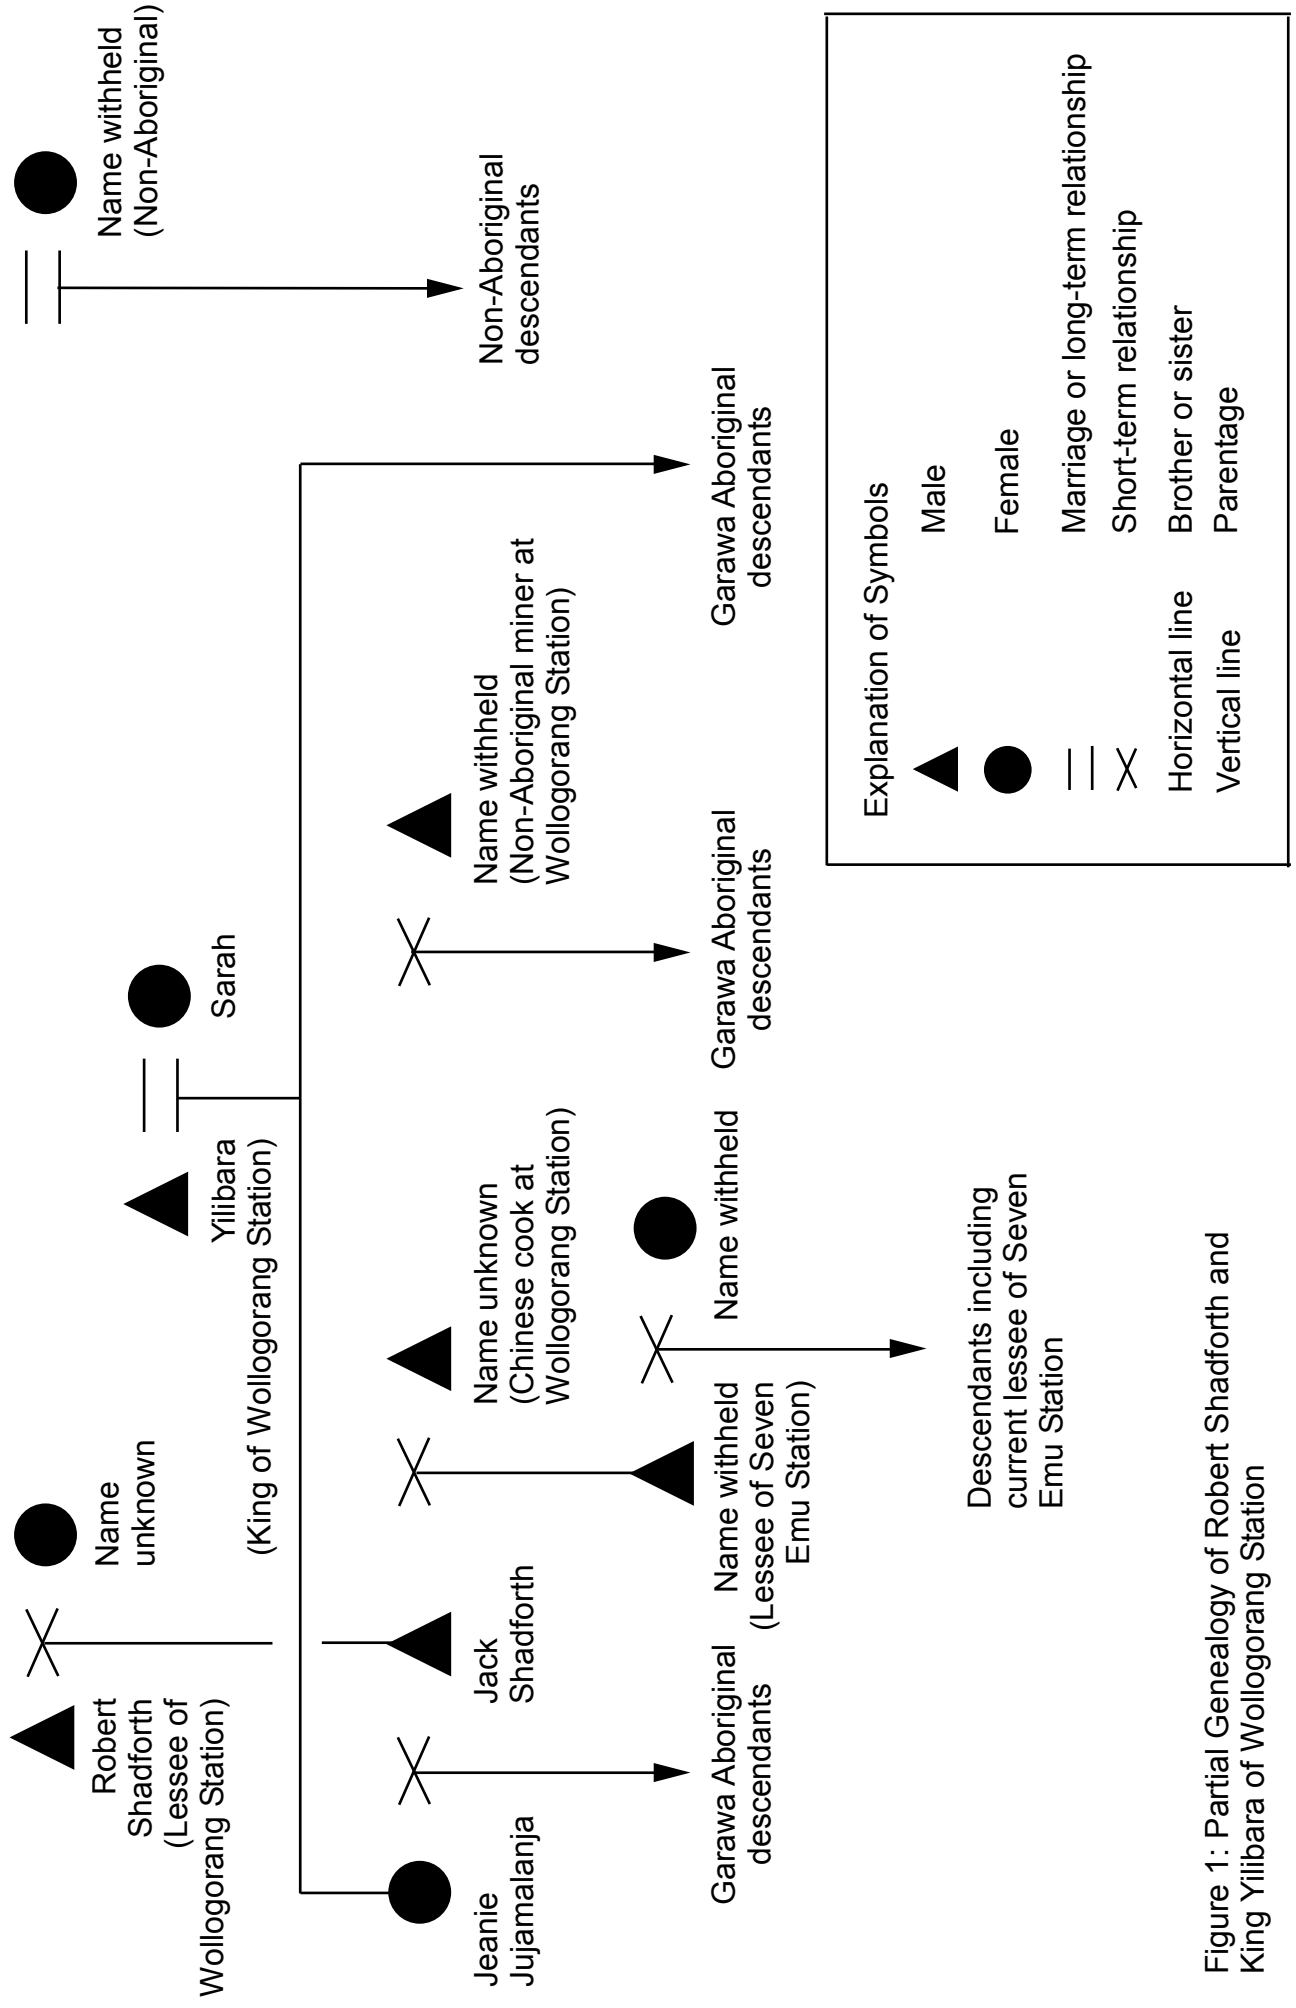 Robert
Shadforth
(Lessee of
Wollogorang Station)
Name
unknown
Name withheld
(Non-Aboriginal)
Yilibara
(King of Wollogorang Station)
Sarah
Non-Aboriginal
descendants
Jeanie
Jujamalanja
Jack
Shadforth
Name unknown
(Chinese cook at
Wollogorang Station)
Name withheld
(Non-Aboriginal miner at
Wollogorang Station)
Garawa Aboriginal
descendants
Name withheld
(Lessee of Seven
Emu Station)
Name withheld
Garawa Aboriginal
descendants
Garawa Aboriginal
descendants
Descendants including
current lessee of Seven
Emu Station
Explanation of Symbols
Male
Female
Marriage or long-term relationship
Short-term relationship
Horizontal line Brother or sister
Vertical line Parentage
Figure 1: Partial Genealogy of Robert Shadforth and
King Yilibara of Wollogorang Station